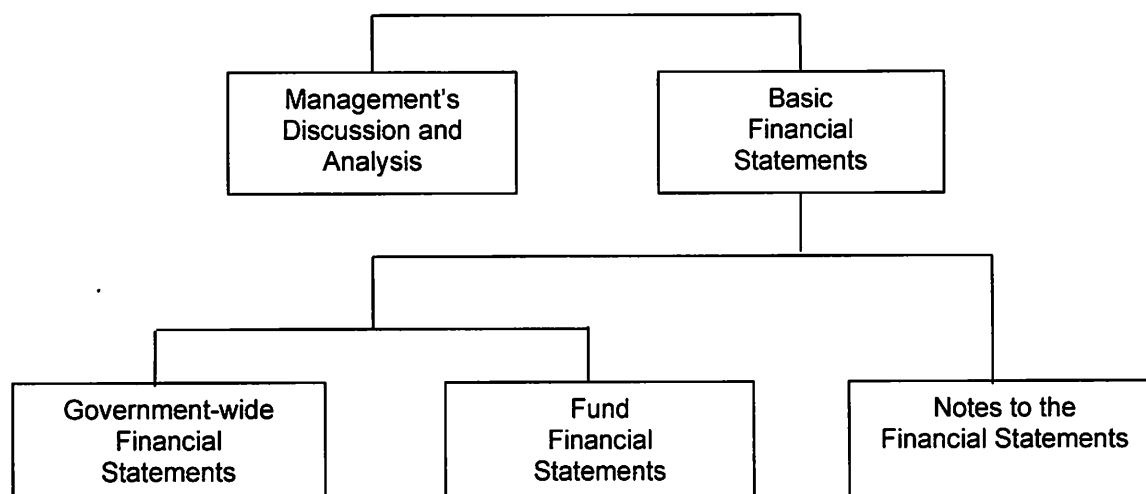 Management's
Discussion and
Analysis
Basic
Financial
Statements
Government-wide
Financial
Statements
Fund
Financial
Statements
Notes to the
Financial Statements